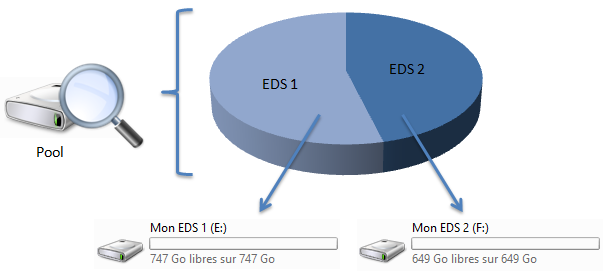 EDS 1
EDS 2
Pool
Mon EDS 1 (E:)
747 Go libres sur 747 Go
Mon EDS 2 (F:)
649 Go libres sur 649 Go